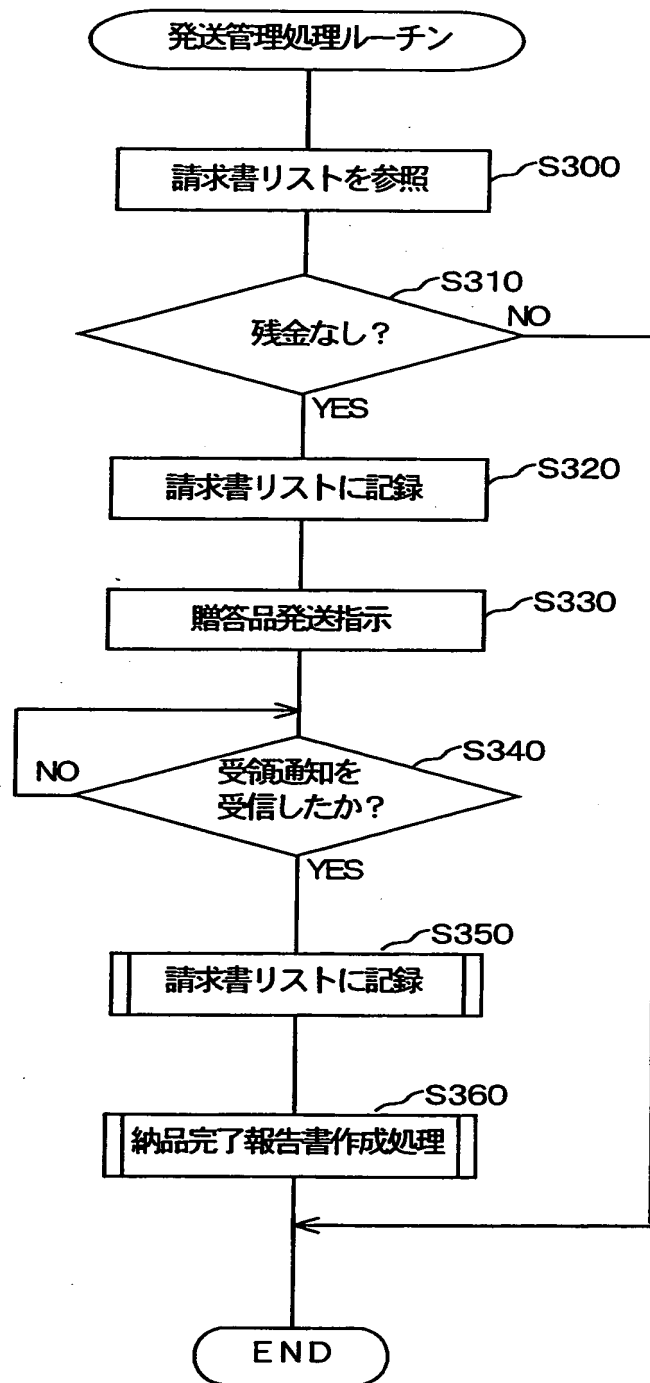 発送管理処理ルーチン
請求書リストを参照
S300
S310
残金なし？
NO
YES
請求書リストに記録
S320
贈答品発送指示
S330
S340
受領通知を
受信したか？
NO
YES
S350
請求書リストに記録
S360
納品完了報告書作成処理
END